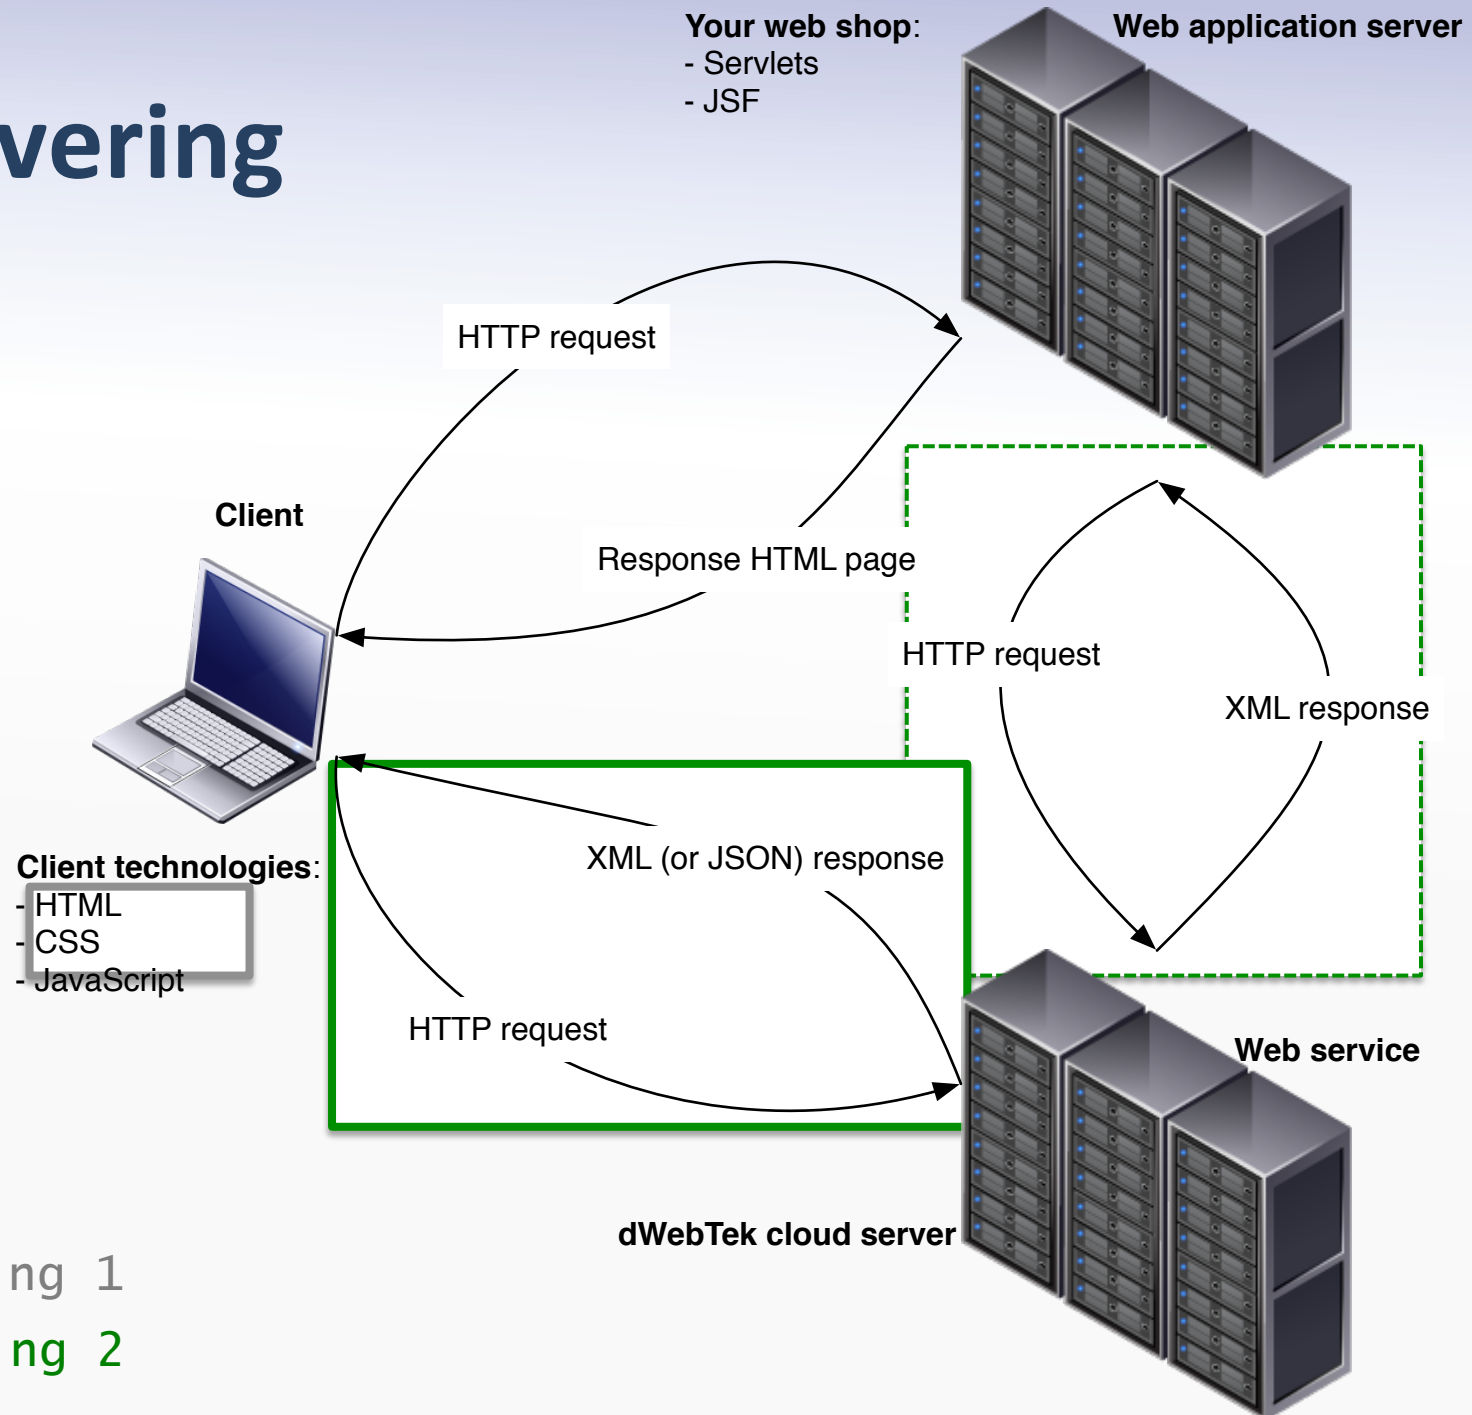 Your web shop:
- Servlets
- JSF
Web application server
vering
HTTP request
Client
Response HTML page
HTTP request
XML response
XML (or JSON) response
Client technologies:
- HTML
- CSS
- JavaScript
HTTP request
Web service
dWebTek cloud server
ng 1
ng 2